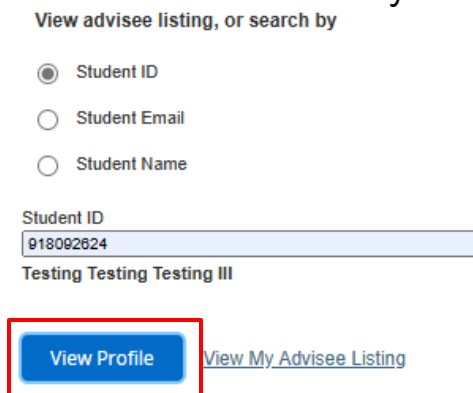 View advisee listing, or search by
Student ID
Student Email
Student Name
Student ID
918092624
Testing Testing Testing III
View Profile View My Advisee Listing